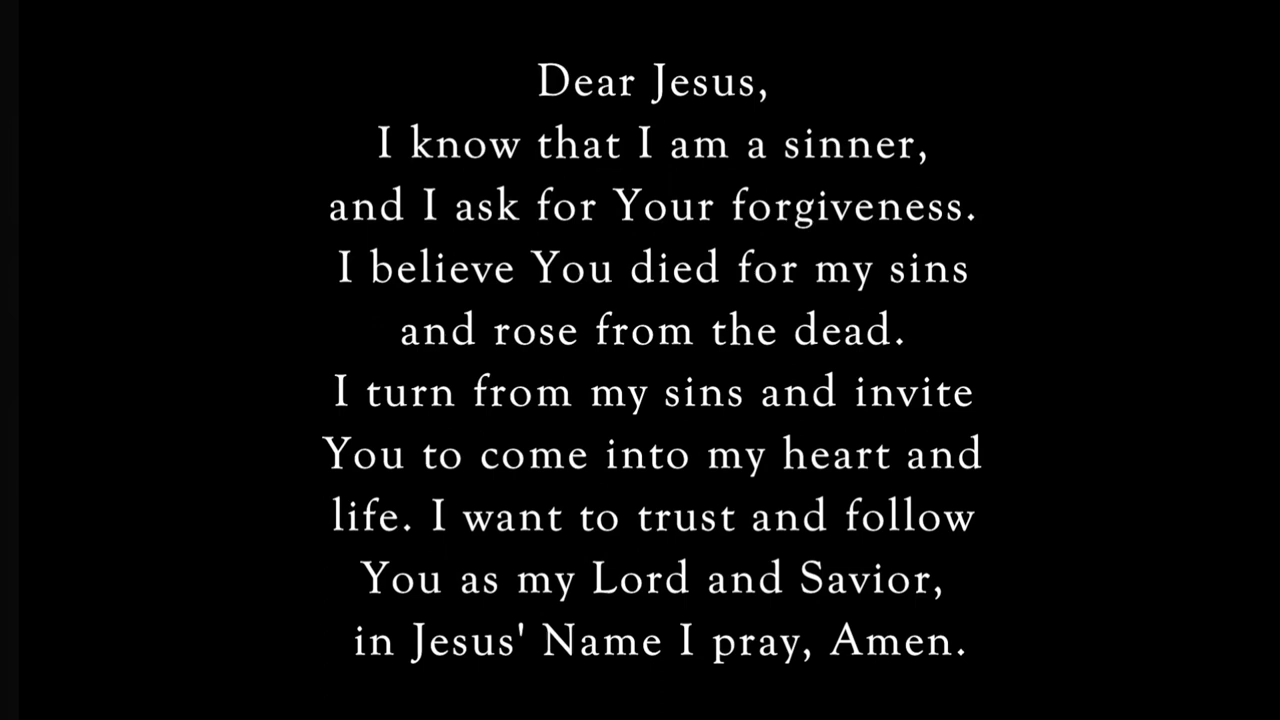 Dear Jesus,
I know that I am a sinner,
and I ask for Your forgiveness.
I believe You died for my sins
and rose from the dead.
I turn from my sins and invite
You to come into my heart and
life. I want to trust and follow
You as my Lord and Savior,
in Jesus' Name I pray, Amen.